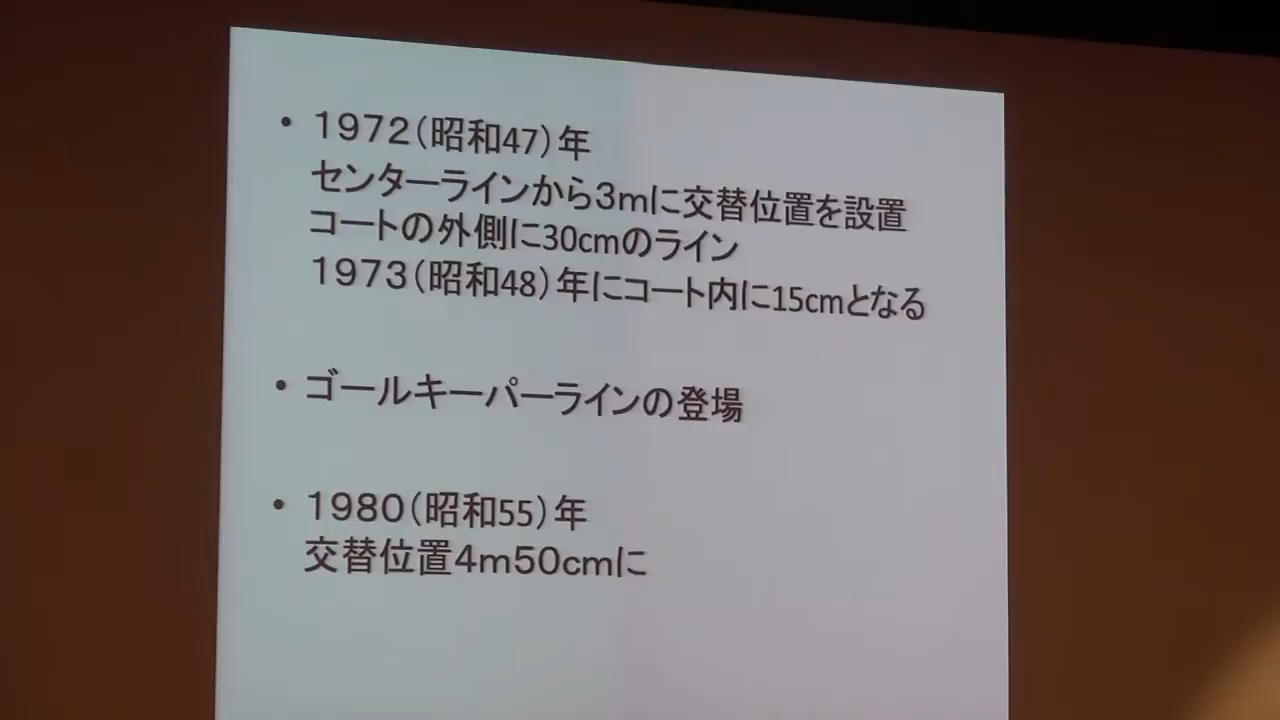 ・１９７２（昭和47）年
センターラインから３ｍに交替位置を設置
コートの外側に30cmのライン
１９７３（昭和48）年にコート内に15cmとなる
・ゴールキーパーラインの登場
・１９８０（昭和55）年
交替位置４ｍ５０ｃｍに